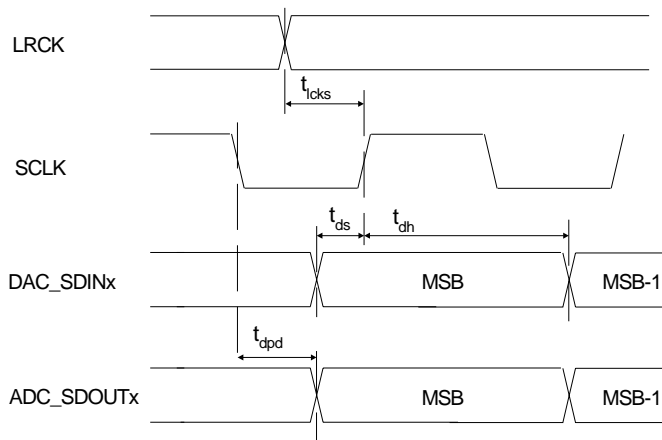 LRCK
t_lcks
SCLK
t_ds t_dh
DAC_SDINx MSB MSB-1
t_dpd
ADC_SDOUTx MSB MSB-1